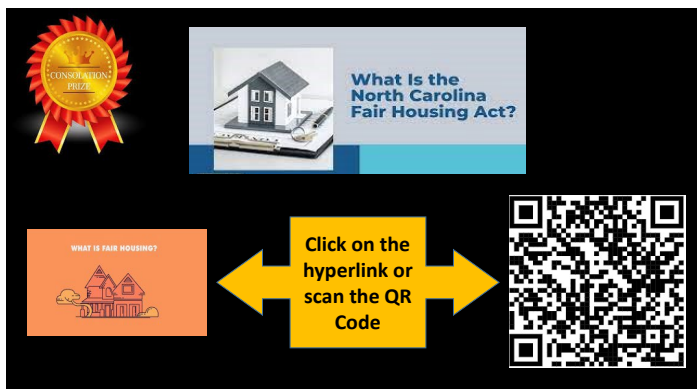 CONSOLATION
PRIZE
What Is the
North Carolina
Fair Housing Act?
WHAT IS FAIR HOUSING?
Click on the
hyperlink or
scan the QR
Code